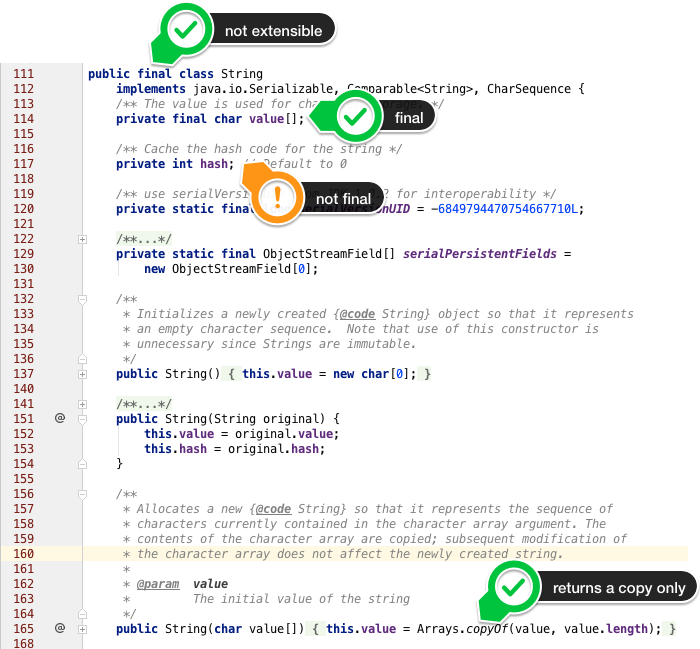 not extensible
111 public final class String
112 implements java.io.Serializable, Comparable<String>, CharSequence {
113 /** The value is used for cha */
114 private final char value[];
final
115
116 /** Cache the hash code for the string */
117 private int hash; // Default to 0
118
119 /** use serialVersi for interoperability */
not final
120 private static final serialVersionUID = -6849794470754667710L;
121
122 /**...*/
129 private static final ObjectStreamField[] serialPersistentFields =
130 new ObjectStreamField[0];
131
132 /**
133 * Initializes a newly created {@code String} object so that it represents
134 * an empty character sequence.  Note that use of this constructor is
135 * unnecessary since Strings are immutable.
136 */
137 public String() { this.value = new char[0]; }
140
141 /**...*/
151 @ public String(String original) {
152 this.value = original.value;
153 this.hash = original.hash;
154 }
155
156 /**
157 * Allocates a new {@code String} so that it represents the sequence of
158 * characters currently contained in the character array argument. The
159 * contents of the character array are copied; subsequent modification of
160 * the character array does not affect the newly created string.
161 *
162 * @param  value
163 *         The initial value of the string
returns a copy only
164 */
165 @ public String(char value[]) { this.value = Arrays.copyOf(value, value.length); }
168